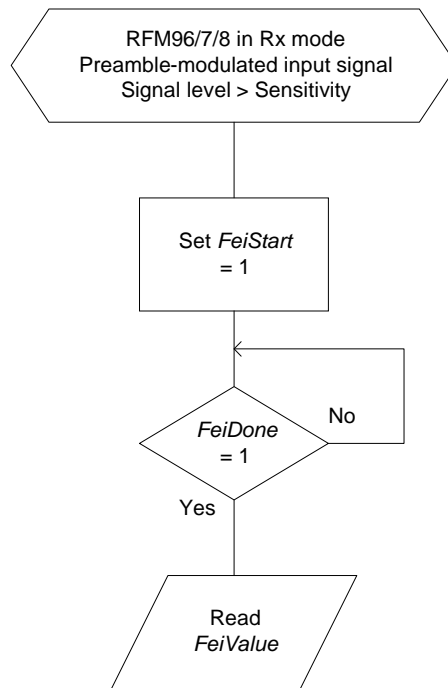 RFM96/7/8 in Rx mode
Preamble-modulated input signal
Signal level > Sensitivity
Set FeiStart
= 1
No
FeiDone
= 1
Yes
Read
FeiValue